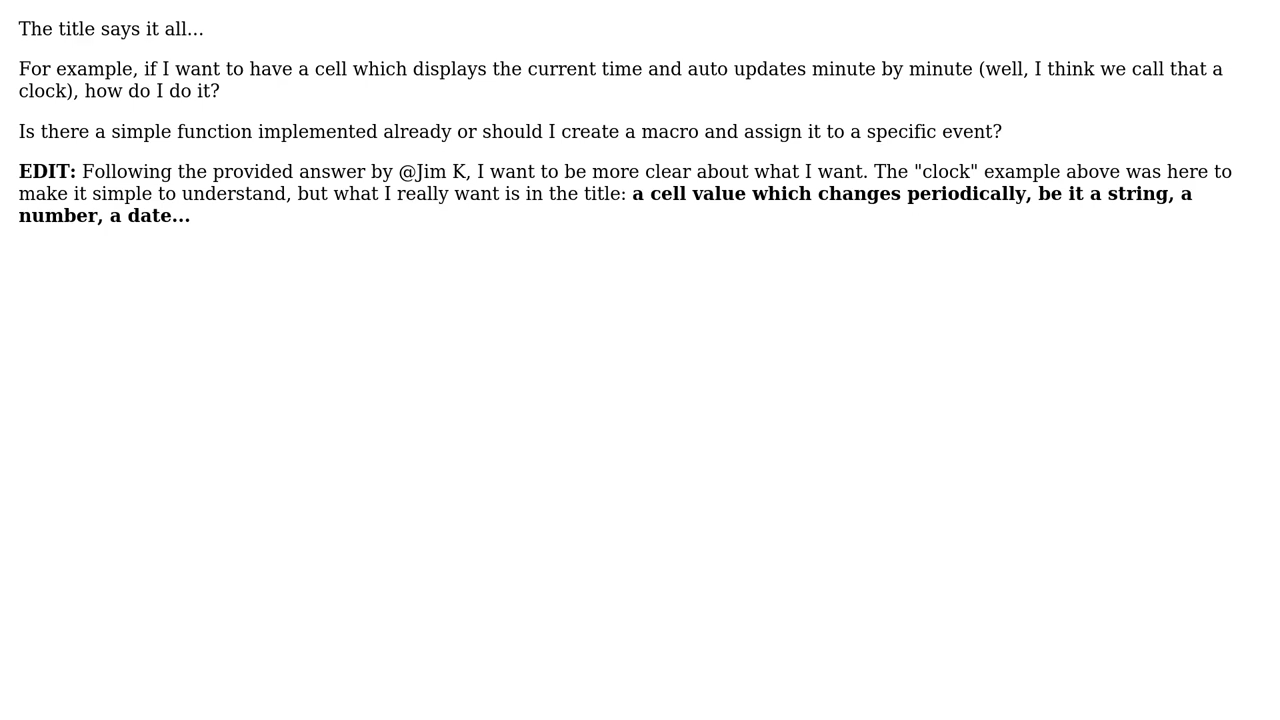 The title says it all...
For example, if I want to have a cell which displays the current time and auto updates minute by minute (well, I think we call that a
clock), how do I do it?
Is there a simple function implemented already or should I create a macro and assign it to a specific event?
EDIT: Following the provided answer by @Jim K, I want to be more clear about what I want. The "clock" example above was here to
make it simple to understand, but what I really want is in the title: a cell value which changes periodically, be it a string, a
number, a date...